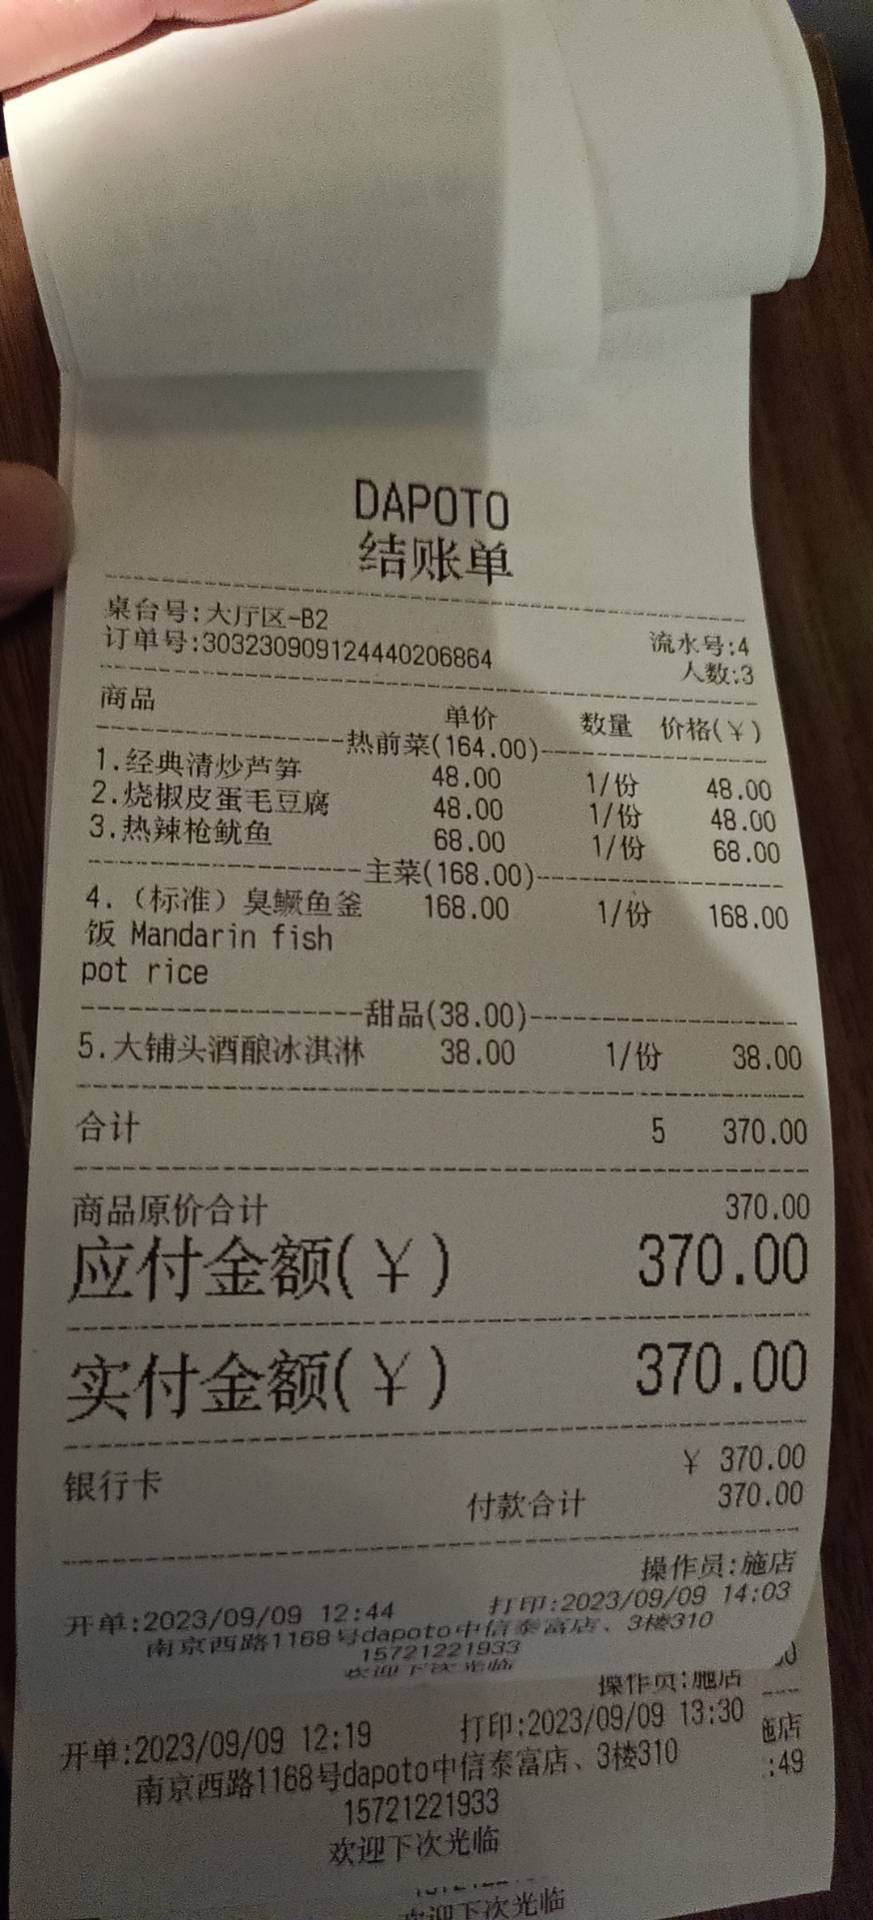 DAPOTO
结账单
桌台号:大厅区-B2
流水号:4
订单号:3032309091244402068​64
人数:3
商品 单价 数量 价格(￥)
热前菜(164.00)
1.经典清炒芦笋 48.00 1/份 48.00
2.烧椒皮蛋毛豆腐 48.00 1/份 48.00
3.热辣枪鱿鱼 68.00 1/份 68.00
主菜(168.00)
4.（标准）臭鳜鱼釜 168.00 1/份 168.00
饭 Mandarin fish
pot rice
甜品(38.00)
5.大铺头酒酿冰淇淋 38.00 1/份 38.00
合计 5 370.00
商品原价合计 370.00
应付金额(￥) 370.00
实付金额(￥) 370.00
银行卡 ￥ 370.00
付款合计 370.00
操作员:施店
开单:2023/09/09 12:44 打印:2023/09/09 14:03
南京西路1168号dapoto中信泰富店、3楼310
15721221933
欢迎下次光临
操作员:施店
开单:2023/09/09 12:19 打印:2023/09/09 13:30
南京西路1168号dapoto中信泰富店、3楼310
15721221933
欢迎下次光临
施店
:49
欢迎下次光临